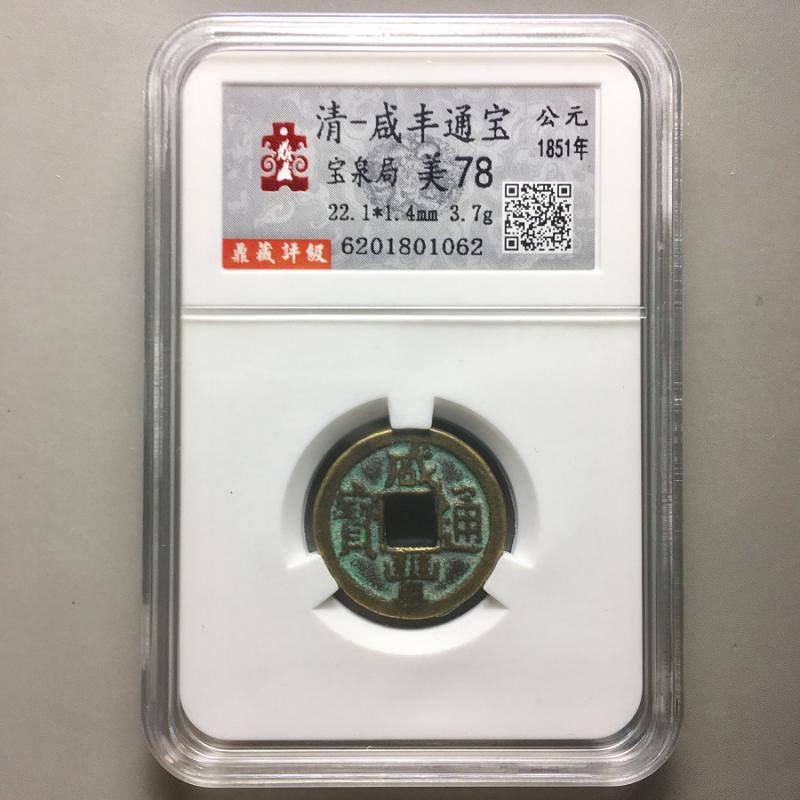 清-咸丰通宝 公元
1851年
宝泉局 美78
22.1*1.4mm 3.7g
鼎藏評級 6201801062
咸豐通寶